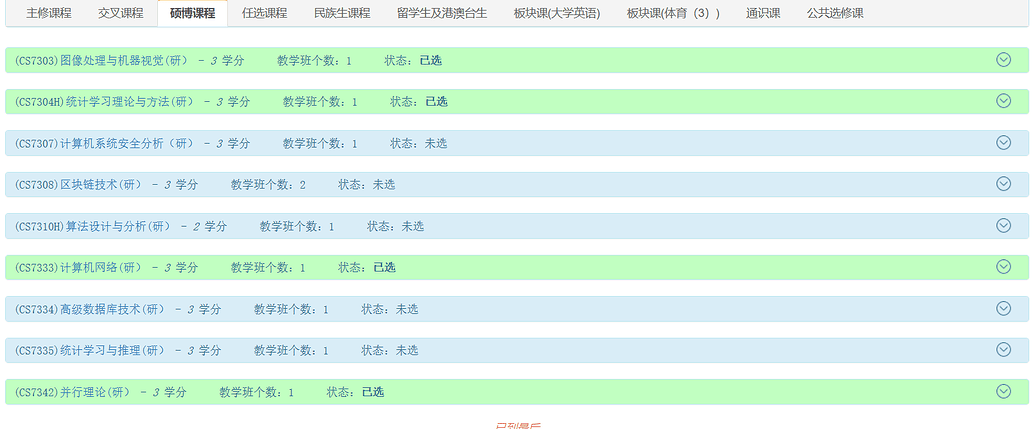 主修课程 交叉课程 硕博课程 任选课程 民族生课程 留学生及港澳台生 板块课(大学英语) 板块课(体育（3）) 通识课 公共选修课
(CS7303)图像处理与机器视觉(研） - 3 学分 教学班个数：1 状态：已选
(CS7304H)统计学习理论与方法(研） - 3 学分 教学班个数：1 状态：已选
(CS7307)计算机系统安全分析（研） - 3 学分 教学班个数：1 状态：未选
(CS7308)区块链技术(研） - 3 学分 教学班个数：2 状态：未选
(CS7310H)算法设计与分析(研） - 2 学分 教学班个数：1 状态：未选
(CS7333)计算机网络(研） - 3 学分 教学班个数：1 状态：已选
(CS7334)高级数据库技术(研） - 3 学分 教学班个数：1 状态：未选
(CS7335)统计学习与推理(研） - 3 学分 教学班个数：1 状态：未选
(CS7342)并行理论(研） - 3 学分 教学班个数：1 状态：已选
已到最后